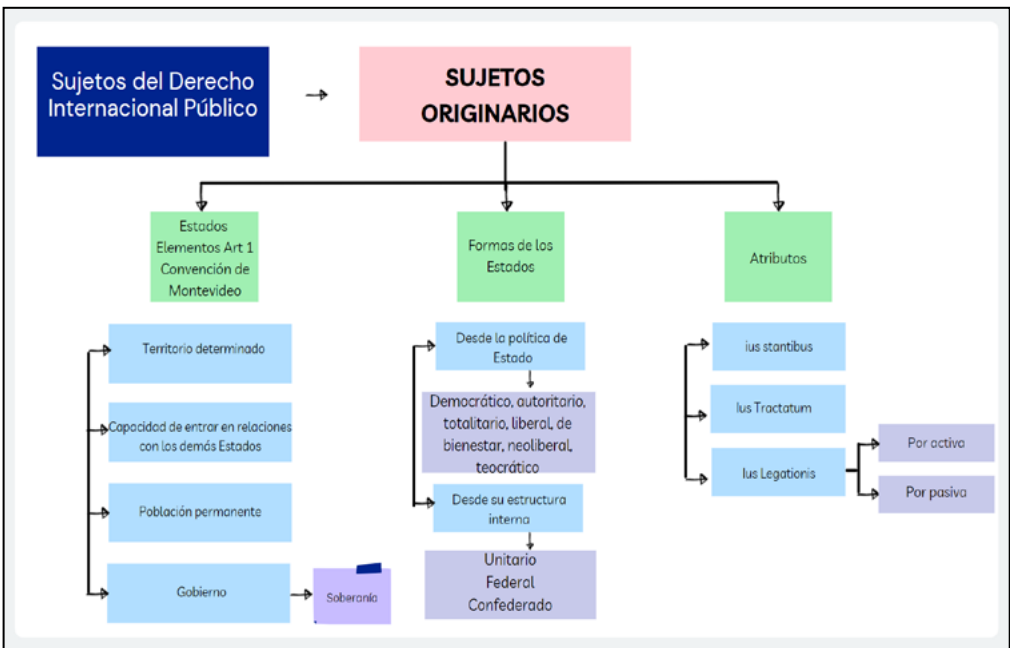 Sujetos del Derecho
Internacional Público
SUJETOS
ORIGINARIOS
Estados
Elementos Art 1
Convención de
Montevideo
Territorio determinado
Capacidad de entrar en relaciones
con los demás Estados
Población permanente
Gobierno
Soberanía
Formas de los
Estados
Desde la política de
Estado
Democrático, autoritario,
totalitario, liberal, de
bienestar, neoliberal,
teocrático
Desde su estructura
interna
Unitario
Federal
Confederado
Atributos
ius stantibus
Ius Tractatum
Ius Legationis
Por activa
Por pasiva